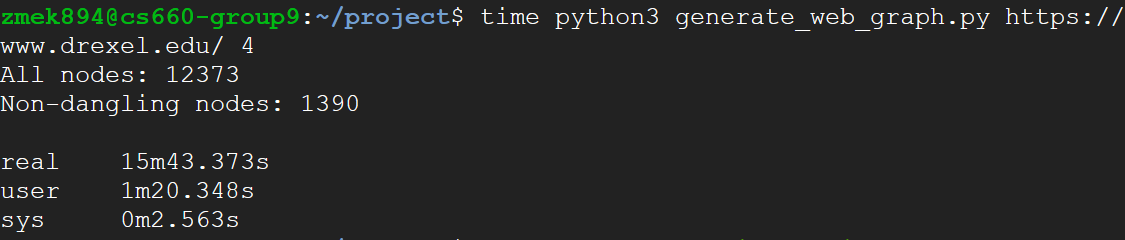 zmek894@cs660-group9:~/project$ time python3 generate_web_graph.py https://
www.drexel.edu/ 4
All nodes: 12373
Non-dangling nodes: 1390
real    15m43.373s
user    1m20.348s
sys     0m2.563s